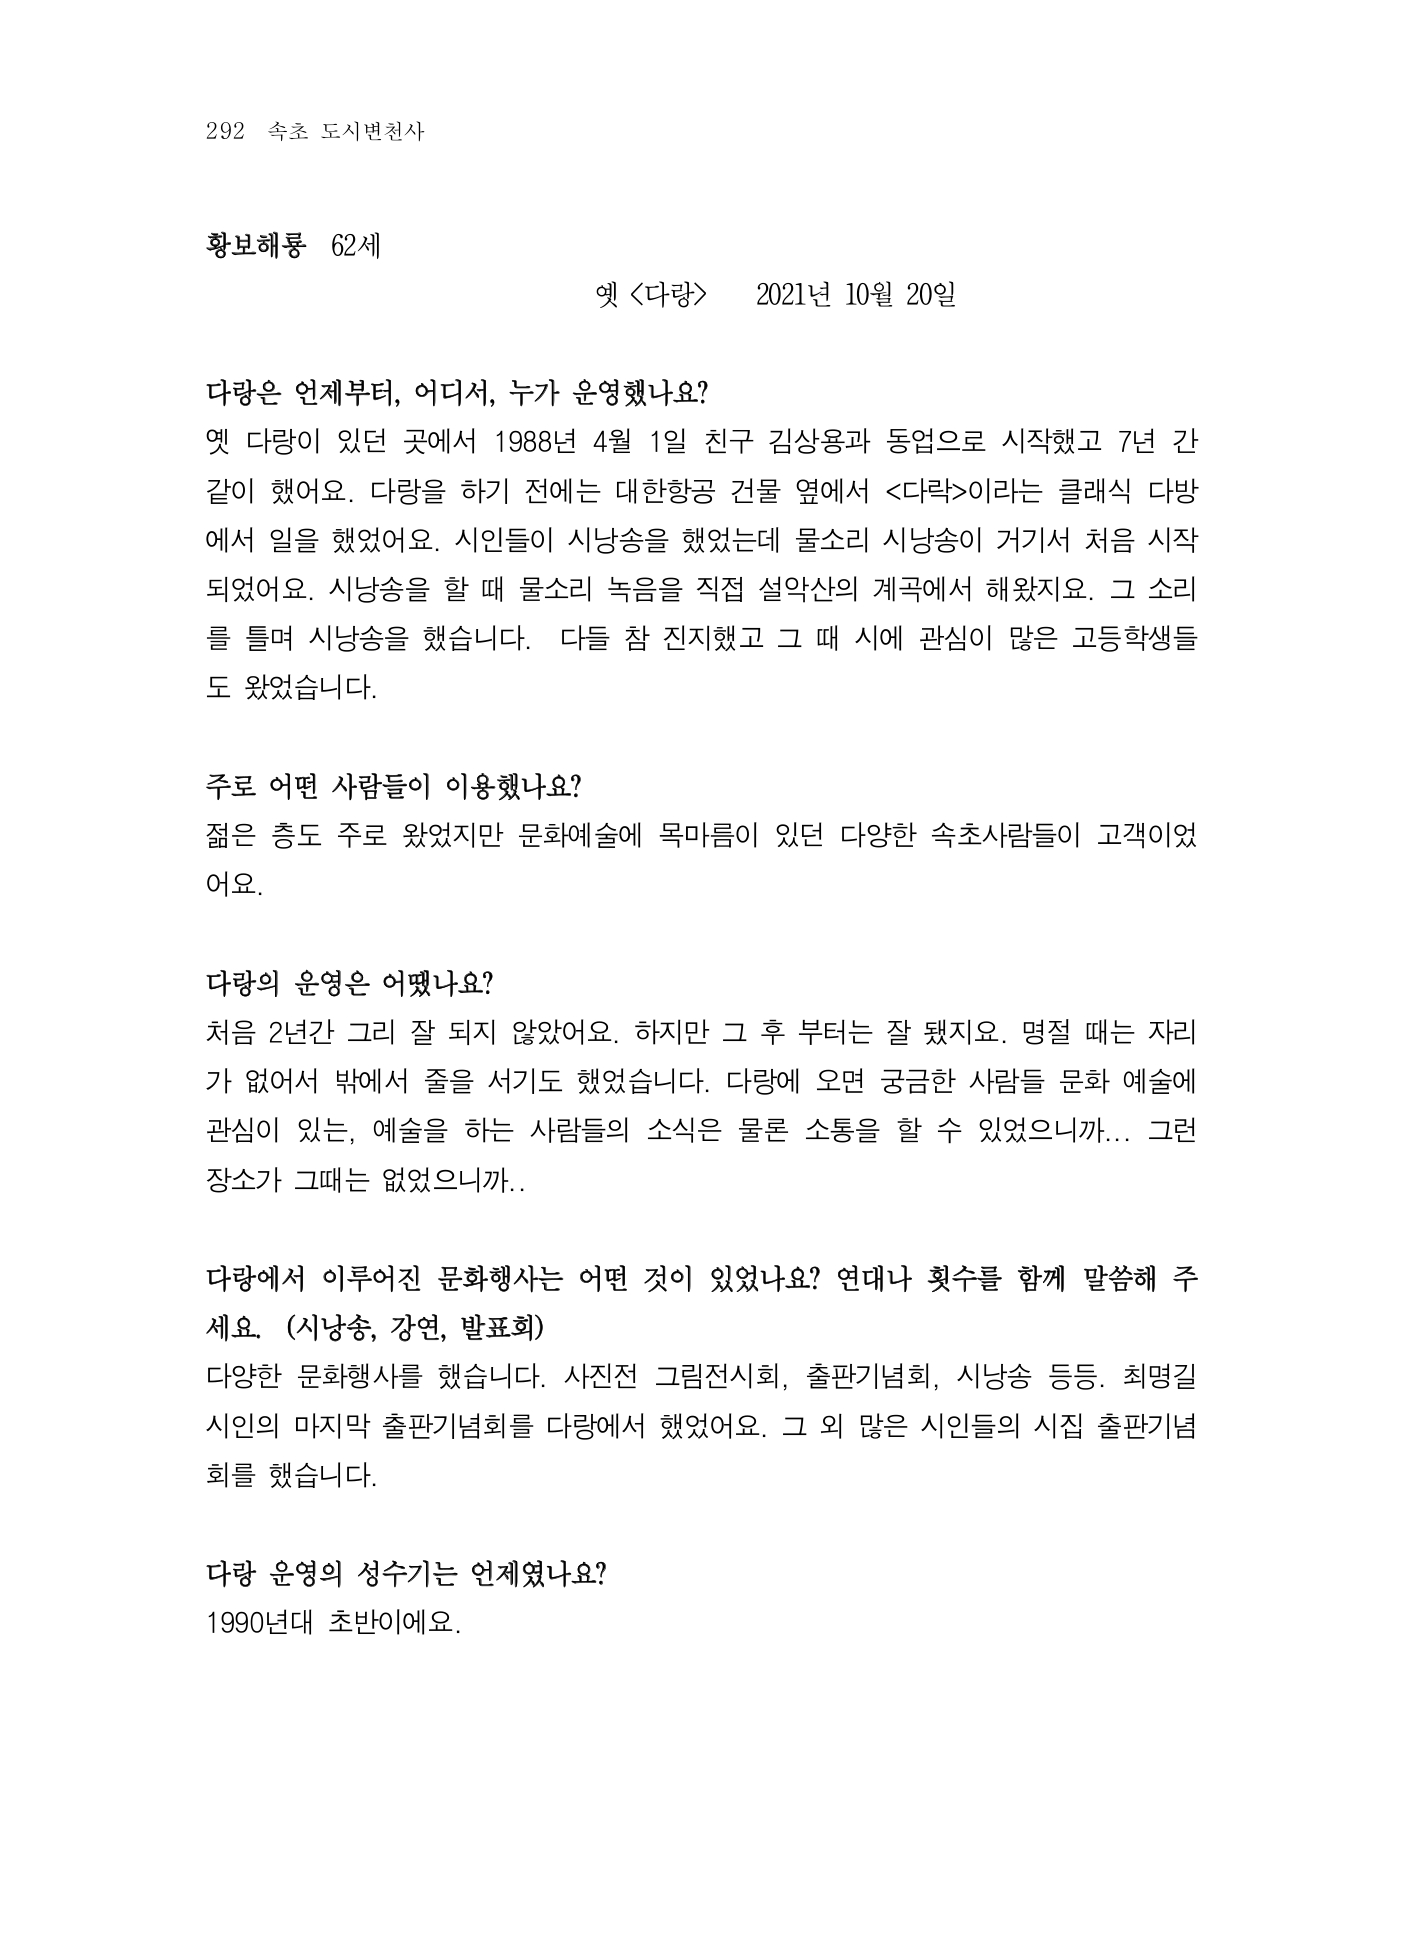 292 속초 도시변천사
황보해룡 62세
옛 <다랑> 2021년 10월 20일
다랑은 언제부터, 어디서, 누가 운영했나요?
옛 다랑이 있던 곳에서 1988년 4월 1일 친구 김상용과 동업으로 시작했고 7년 간
같이 했어요. 다랑을 하기 전에는 대한항공 건물 옆에서 <다락>이라는 클래식 다방
에서 일을 했었어요. 시인들이 시낭송을 했었는데 물소리 시낭송이 거기서 처음 시작
되었어요. 시낭송을 할 때 물소리 녹음을 직접 설악산의 계곡에서 해왔지요. 그 소리
를 틀며 시낭송을 했습니다. 다들 참 진지했고 그 때 시에 관심이 많은 고등학생들
도 왔었습니다.
주로 어떤 사람들이 이용했나요?
젊은 층도 주로 왔었지만 문화예술에 목마름이 있던 다양한 속초사람들이 고객이었
어요.
다랑의 운영은 어땠나요?
처음 2년간 그리 잘 되지 않았어요. 하지만 그 후 부터는 잘 됐지요. 명절 때는 자리
가 없어서 밖에서 줄을 서기도 했었습니다. 다랑에 오면 궁금한 사람들 문화 예술에
관심이 있는, 예술을 하는 사람들의 소식은 물론 소통을 할 수 있었으니까... 그런
장소가 그때는 없었으니까..
다랑에서 이루어진 문화행사는 어떤 것이 있었나요? 연대나 횟수를 함께 말씀해 주
세요. (시낭송, 강연, 발표회)
다양한 문화행사를 했습니다. 사진전 그림전시회, 출판기념회, 시낭송 등등. 최명길
시인의 마지막 출판기념회를 다랑에서 했었어요. 그 외 많은 시인들의 시집 출판기념
회를 했습니다.
다랑 운영의 성수기는 언제였나요?
1990년대 초반이에요.